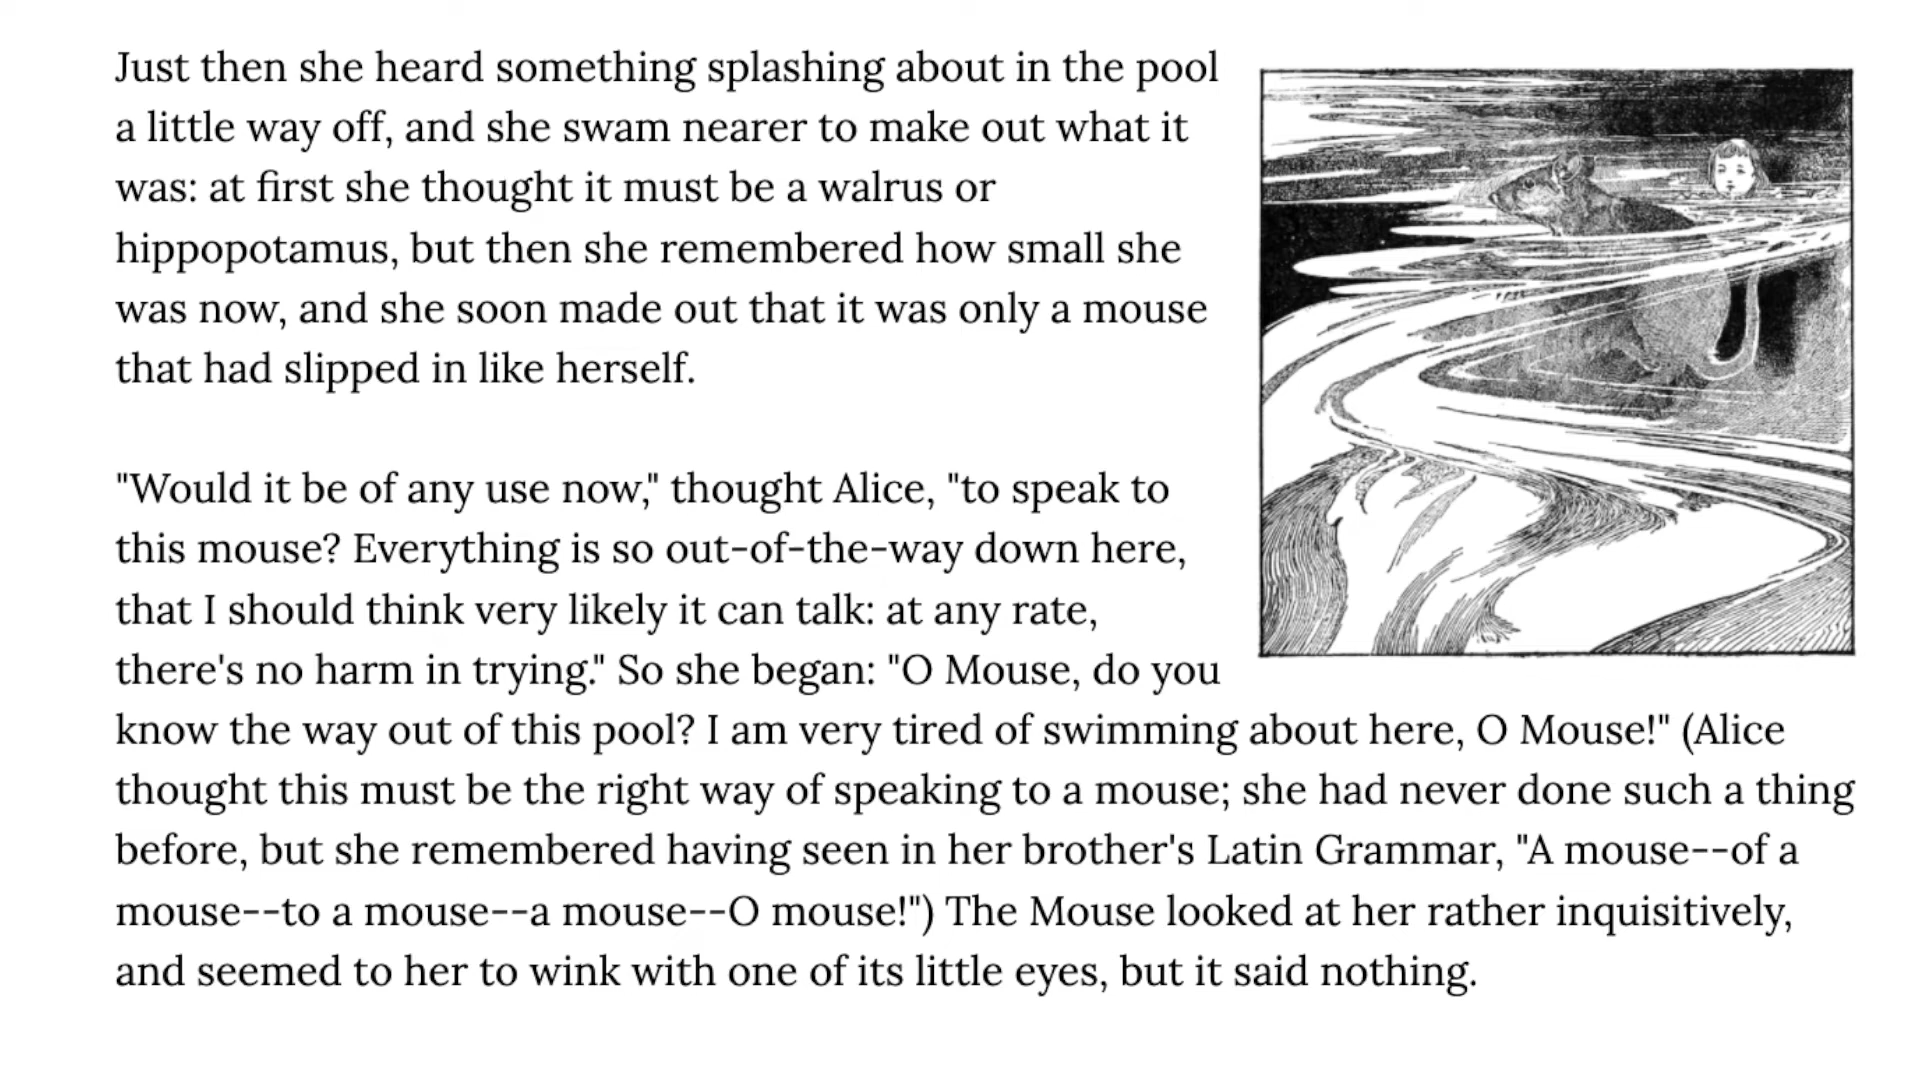 Just then she heard something splashing about in the pool
a little way off, and she swam nearer to make out what it
was: at first she thought it must be a walrus or
hippopotamus, but then she remembered how small she
was now, and she soon made out that it was only a mouse
that had slipped in like herself.
"Would it be of any use now," thought Alice, "to speak to
this mouse? Everything is so out-of-the-way down here,
that I should think very likely it can talk: at any rate,
there's no harm in trying." So she began: "O Mouse, do you
know the way out of this pool? I am very tired of swimming about here, O Mouse!" (Alice
thought this must be the right way of speaking to a mouse; she had never done such a thing
before, but she remembered having seen in her brother's Latin Grammar, "A mouse--of a
mouse--to a mouse--a mouse--O mouse!") The Mouse looked at her rather inquisitively,
and seemed to her to wink with one of its little eyes, but it said nothing.